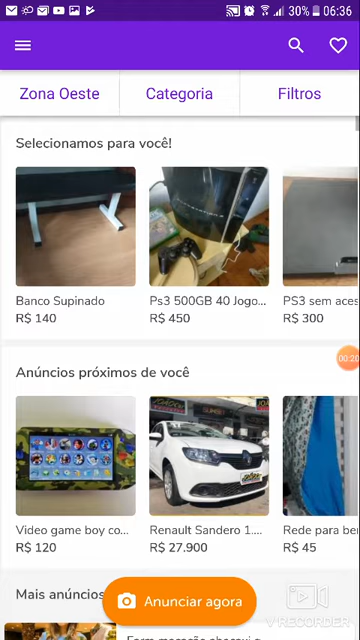 30% 06:36
Zona Oeste Categoria Filtros
Selecionamos para você!
Banco Supinado Ps3 500GB 40 Jogo... PS3 sem aces
R$ 140 R$ 450 R$ 300
00:20
Anúncios próximos de você
Video game boy co... Renault Sandero 1.... Rede para ber
R$ 120 R$ 27.900 R$ 45
Mais anúncios
Anunciar agora
V RECORDER